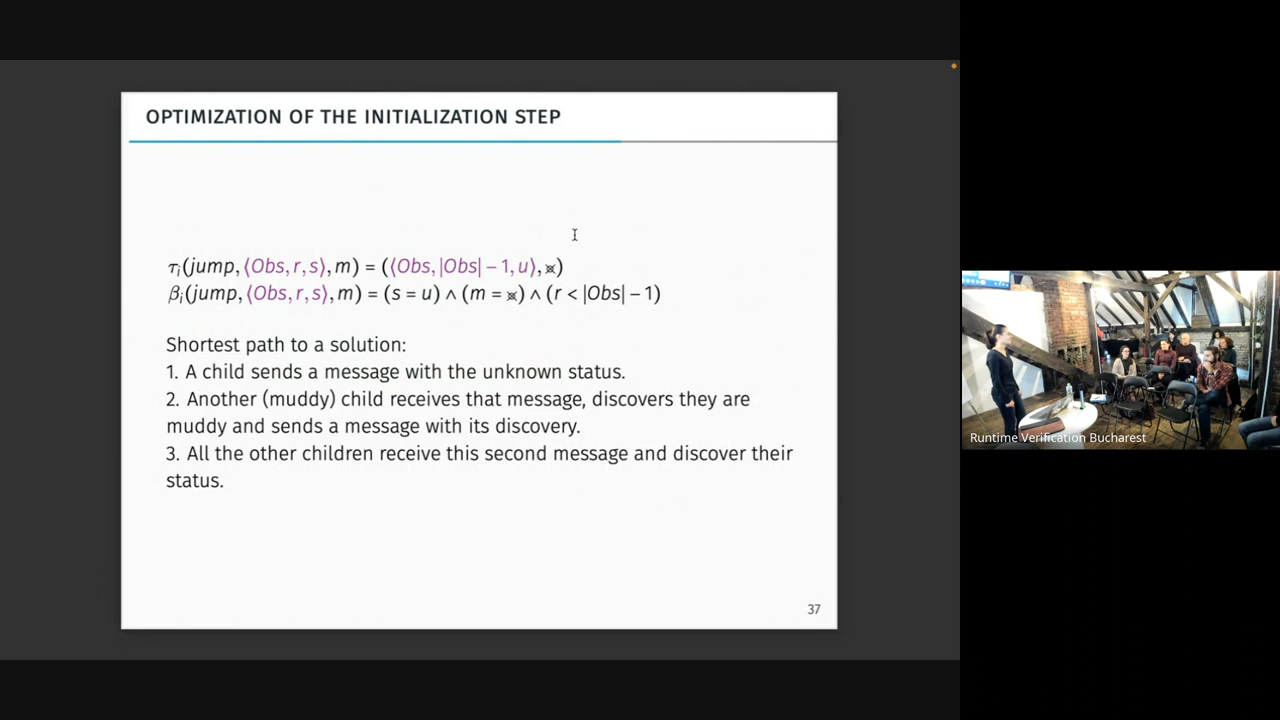 OPTIMIZATION OF THE INITIALIZATION STEP
τᵢ(jump, ⟨Obs, r, s⟩, m) = (⟨Obs, |Obs| − 1, u⟩, ⊠)
βᵢ(jump, ⟨Obs, r, s⟩, m) = (s = u) ∧ (m = ⊠) ∧ (r < |Obs| − 1)
Shortest path to a solution:
1. A child sends a message with the unknown status.
2. Another (muddy) child receives that message, discovers they are
muddy and sends a message with its discovery.
3. All the other children receive this second message and discover their
status.
37
Runtime Verification Bucharest